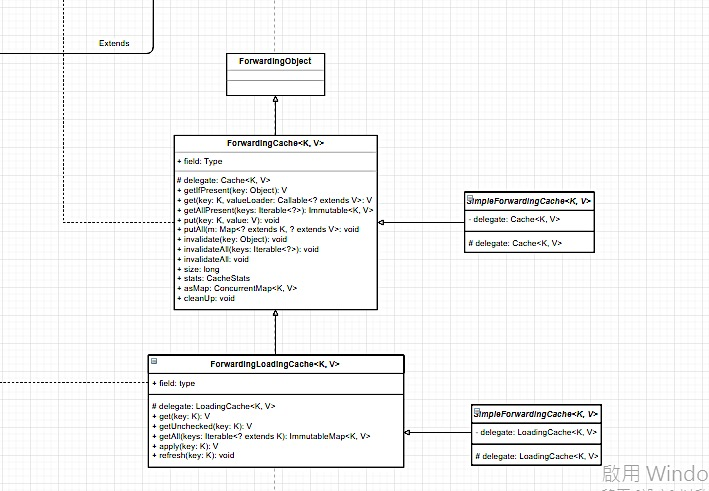 Extends
ForwardingObject
ForwardingCache<K, V>
+ field: Type
# delegate: Cache<K, V>
+ getIfPresent(key: Object): V
+ get(key: K, valueLoader: Callable<? extends V>: V
+ getAllPresent(keys: Iterable<?>): Immutable<K, V>
+ put(key: K, value: V): void
+ putAll(m: Map<? extends K, ? extends V>: void
+ invalidate(key: Object): void
+ invalidateAll(keys: Iterable<?>): void
+ invalidateAll: void
+ size: long
+ stats: CacheStats
+ asMap: ConcurrentMap<K, V>
+ cleanUp: void
SimpleForwardingCache<K, V>
- delegate: Cache<K, V>
# delegate: Cache<K, V>
ForwardingLoadingCache<K, V>
+ field: type
# delegate: LoadingCache<K, V>
+ get(key: K): V
+ getUnchecked(key: K): V
+ getAll(keys: Iterable<? extends K): ImmutableMap<K, V>
+ apply(key: K): V
+ refresh(key: K): void
SimpleForwardingCache<K, V>
- delegate: LoadingCache<K, V>
# delegate: LoadingCache<K, V>
啟用 Windo